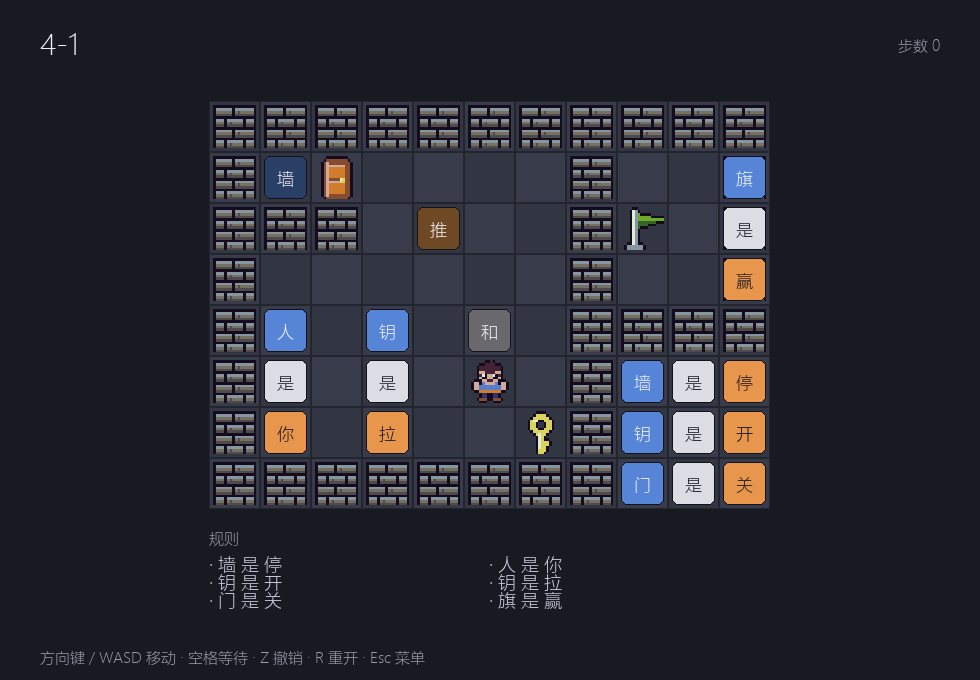 4-1
步数 0
墙 旗
推 是
赢
人 钥 和
是 是 墙 是 停
你 拉 钥 是 开
门 是 关
规则
· 墙 是 停 · 人 是 你
· 钥 是 开 · 钥 是 拉
· 门 是 关 · 旗 是 赢
方向键 / WASD 移动 · 空格等待 · Z 撤销 · R 重开 · Esc 菜单